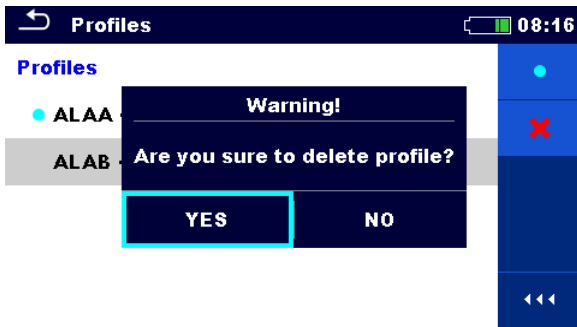 Profiles
08:16
Profiles
ALAA
Warning!
ALAB
Are you sure to delete profile?
YES
NO